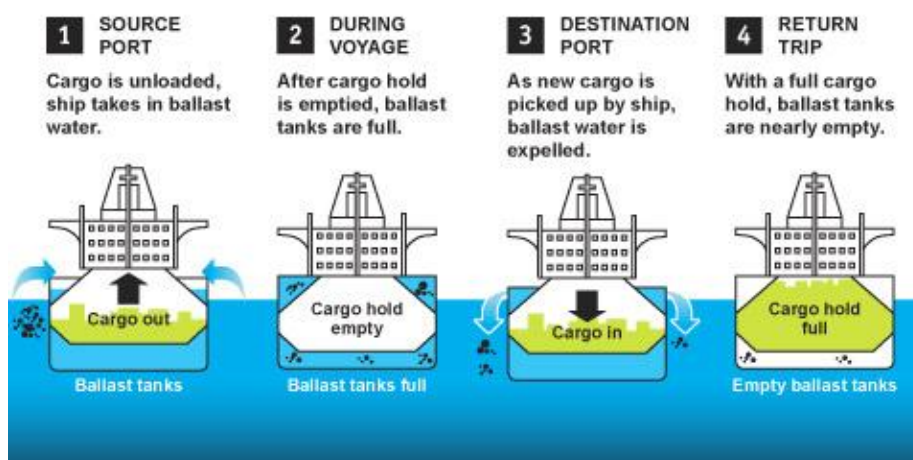 1 SOURCE
PORT
Cargo is unloaded,
ship takes in ballast
water.
Cargo out
Ballast tanks
2 DURING
VOYAGE
After cargo hold
is emptied, ballast
tanks are full.
Cargo hold
empty
Ballast tanks full
3 DESTINATION
PORT
As new cargo is
picked up by ship,
ballast water is
expelled.
Cargo in
4 RETURN
TRIP
With a full cargo
hold, ballast tanks
are nearly empty.
Cargo hold
full
Empty ballast tanks